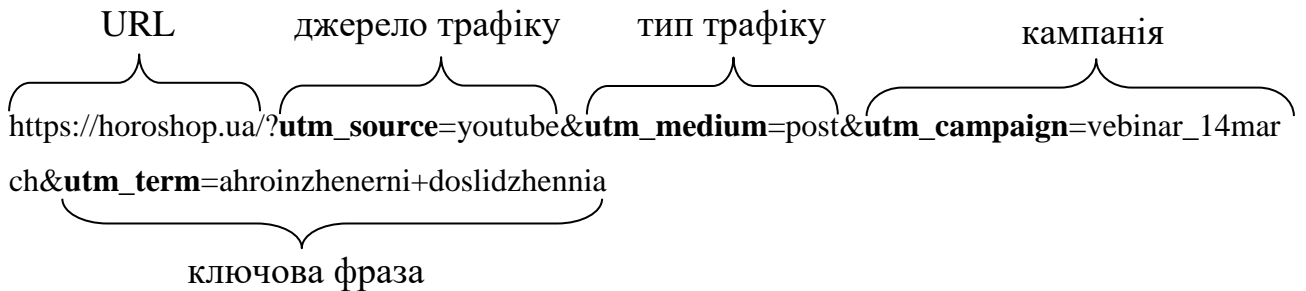 URL джерело трафіку тип трафіку кампанія
https://horoshop.ua/?utm_source=youtube&utm_medium=post&utm_campaign=vebinar_14mar
ch&utm_term=ahroinzhenerni+doslidzhennia
ключова фраза